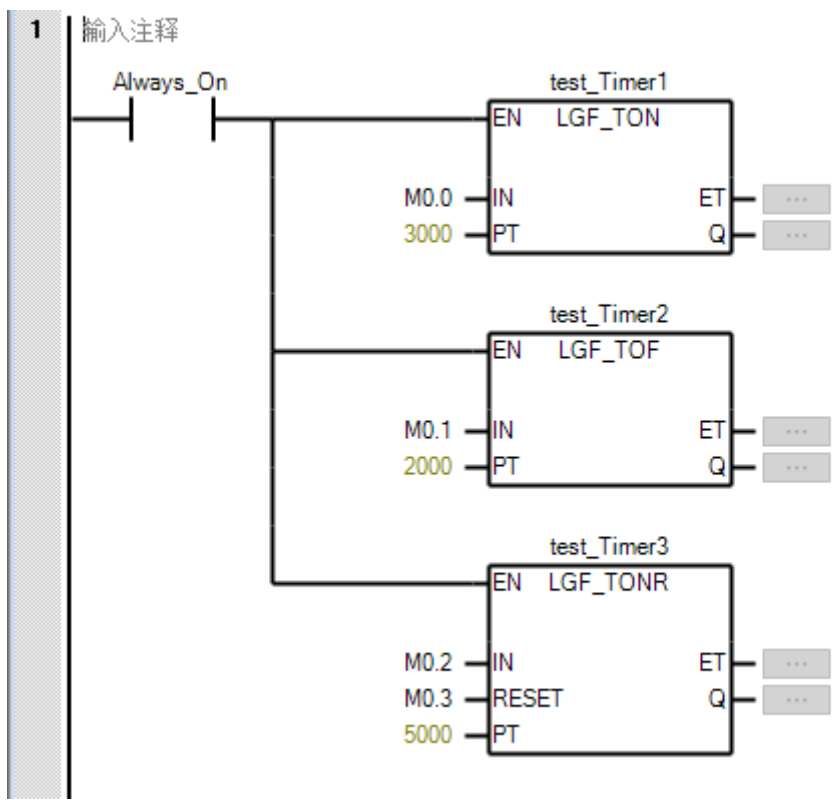 1 输入注释
Always_On
test_Timer1
EN LGF_TON
M0.0 IN ET ...
3000 PT Q ...
test_Timer2
EN LGF_TOF
M0.1 IN ET ...
2000 PT Q ...
test_Timer3
EN LGF_TONR
M0.2 IN ET ...
M0.3 RESET Q ...
5000 PT